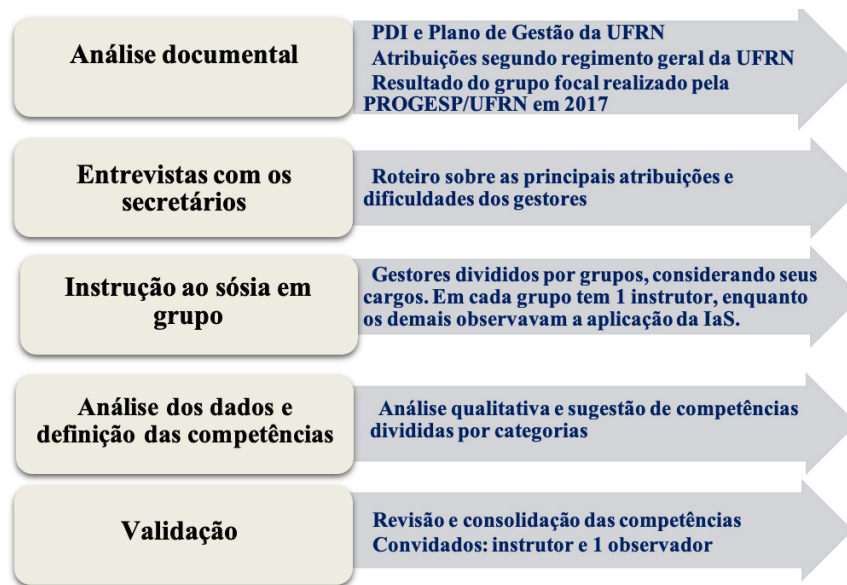 Análise documental
PDI e Plano de Gestão da UFRN
Atribuições segundo regimento geral da UFRN
Resultado do grupo focal realizado pela
PROGESP/UFRN em 2017
Entrevistas com os
secretários
Roteiro sobre as principais atribuições e
dificuldades dos gestores
Instrução ao sósia em
grupo
Gestores divididos por grupos, considerando seus
cargos. Em cada grupo tem 1 instrutor, enquanto
os demais observavam a aplicação da IaS.
Análise dos dados e
definição das competências
Análise qualitativa e sugestão de competências
divididas por categorias
Validação
Revisão e consolidação das competências
Convidados: instrutor e 1 observador